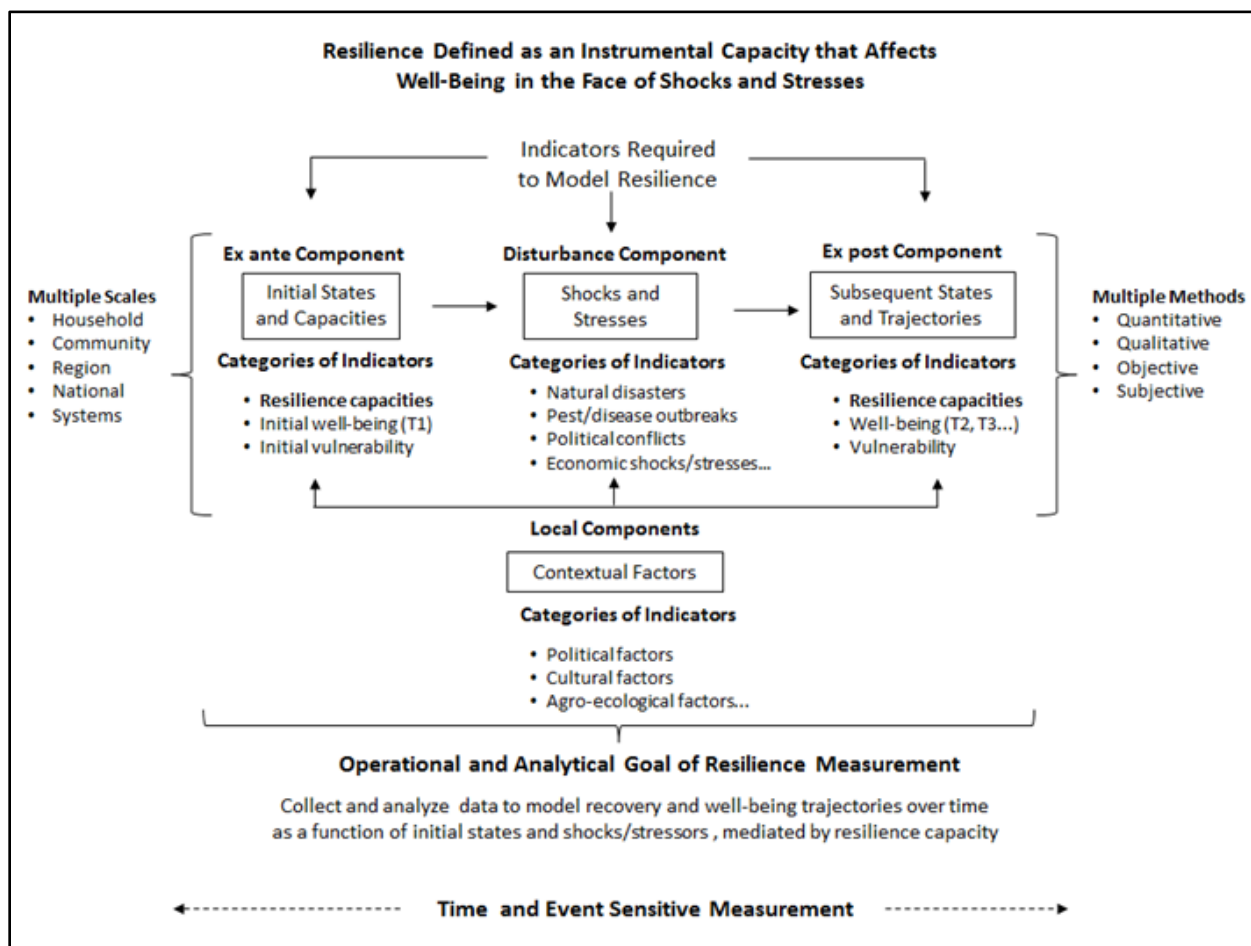 Resilience Defined as an Instrumental Capacity that Affects
Well-Being in the Face of Shocks and Stresses
Indicators Required
to Model Resilience
Multiple Scales
• Household
• Community
• Region
• National
• Systems
Ex ante Component
Initial States
and Capacities
Categories of Indicators
• Resilience capacities
• Initial well-being (T1)
• Initial vulnerability
Disturbance Component
Shocks and
Stresses
Categories of Indicators
• Natural disasters
• Pest/disease outbreaks
• Political conflicts
• Economic shocks/stresses...
Ex post Component
Subsequent States
and Trajectories
Categories of Indicators
• Resilience capacities
• Well-being (T2, T3...)
• Vulnerability
Multiple Methods
• Quantitative
• Qualitative
• Objective
• Subjective
Local Components
Contextual Factors
Categories of Indicators
• Political factors
• Cultural factors
• Agro-ecological factors...
Operational and Analytical Goal of Resilience Measurement
Collect and analyze data to model recovery and well-being trajectories over time
as a function of initial states and shocks/stressors , mediated by resilience capacity
Time and Event Sensitive Measurement